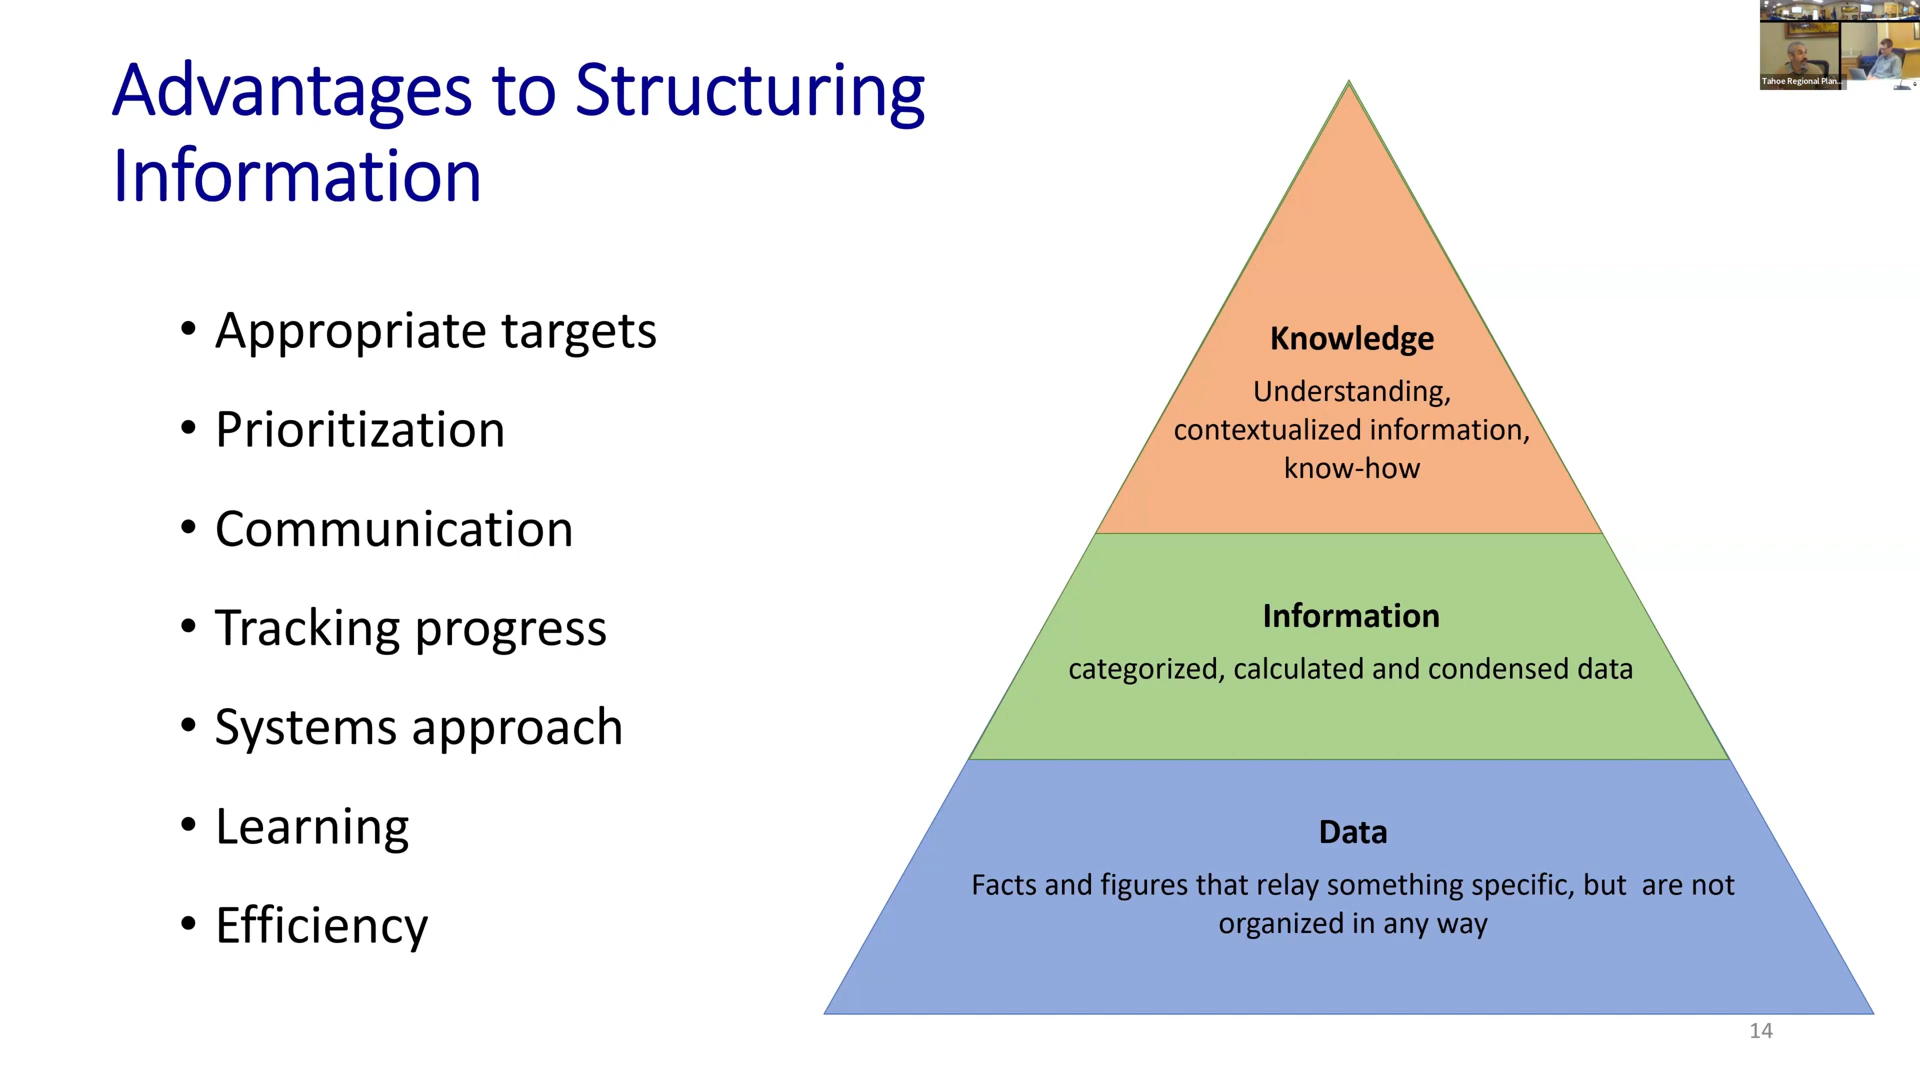 Advantages to Structuring
Information
• Appropriate targets
• Prioritization
• Communication
• Tracking progress
• Systems approach
• Learning
• Efficiency
Knowledge
Understanding,
contextualized information,
know-how
Information
categorized, calculated and condensed data
Data
Facts and figures that relay something specific, but  are not
organized in any way
14
Tahoe Regional Plan...